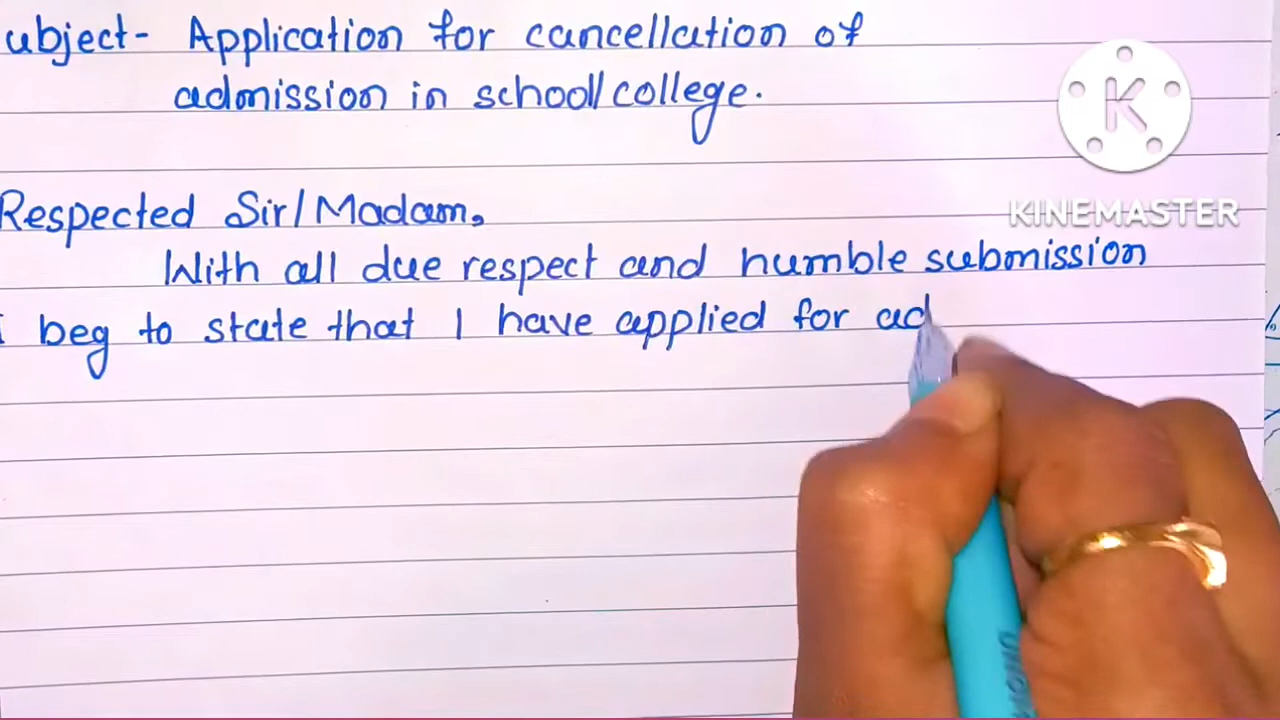 ubject- Application for cancellation of
admission in school/college.
Respected Sir/Madam,
With all due respect and humble submission
I beg to state that I have applied for ad
K
KINEMASTER